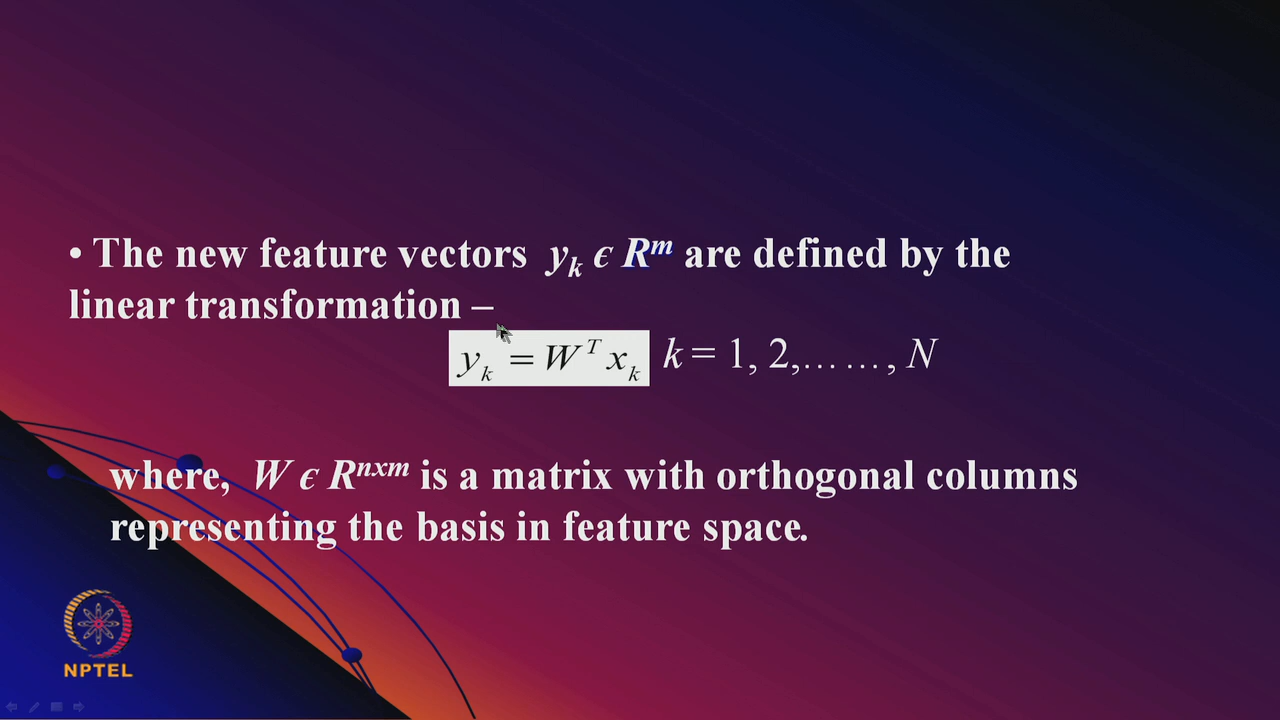 • The new feature vectors yₖ ϵ Rᵐ are defined by the
linear transformation –
yₖ = Wᵀ xₖ k = 1, 2,……, N
where, W ϵ Rⁿˣᵐ is a matrix with orthogonal columns
representing the basis in feature space.
NPTEL